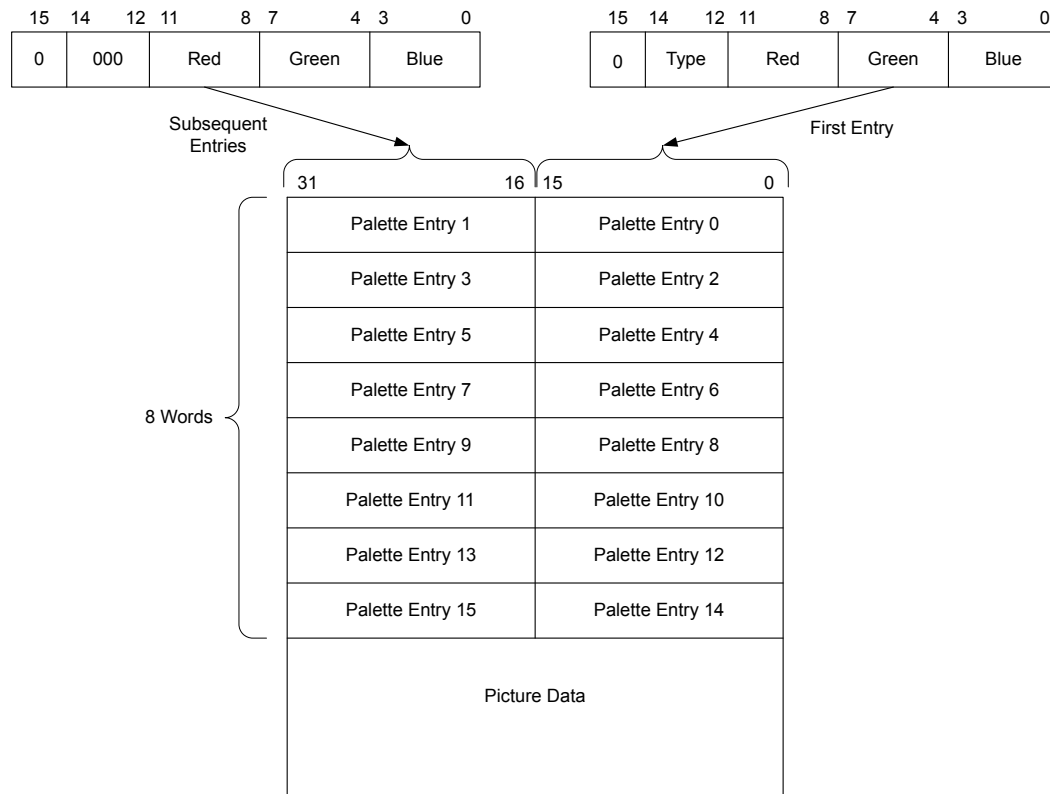 15 14 12 11 8 7 4 3 0
0 000 Red Green Blue
15 14 12 11 8 7 4 3 0
0 Type Red Green Blue
Subsequent
Entries
First Entry
31 16 15 0
Palette Entry 1 Palette Entry 0
Palette Entry 3 Palette Entry 2
Palette Entry 5 Palette Entry 4
Palette Entry 7 Palette Entry 6
8 Words
Palette Entry 9 Palette Entry 8
Palette Entry 11 Palette Entry 10
Palette Entry 13 Palette Entry 12
Palette Entry 15 Palette Entry 14
Picture Data